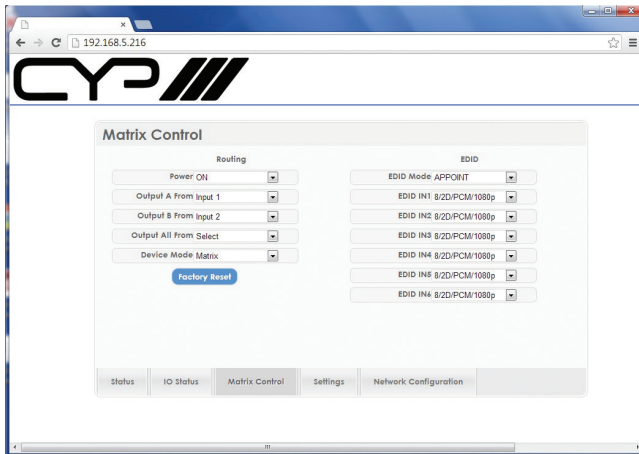 192.168.5.216
CYP
Matrix Control
Routing
Power ON
Output A From Input 1
Output B From Input 2
Output All From Select
Device Mode Matrix
Factory Reset
EDID
EDID Mode APPOINT
EDID IN1 8/2D/PCM/1080p
EDID IN2 8/2D/PCM/1080p
EDID IN3 8/2D/PCM/1080p
EDID IN4 8/2D/PCM/1080p
EDID IN5 8/2D/PCM/1080p
EDID IN6 8/2D/PCM/1080p
Status IO Status Matrix Control Settings Network Configuration